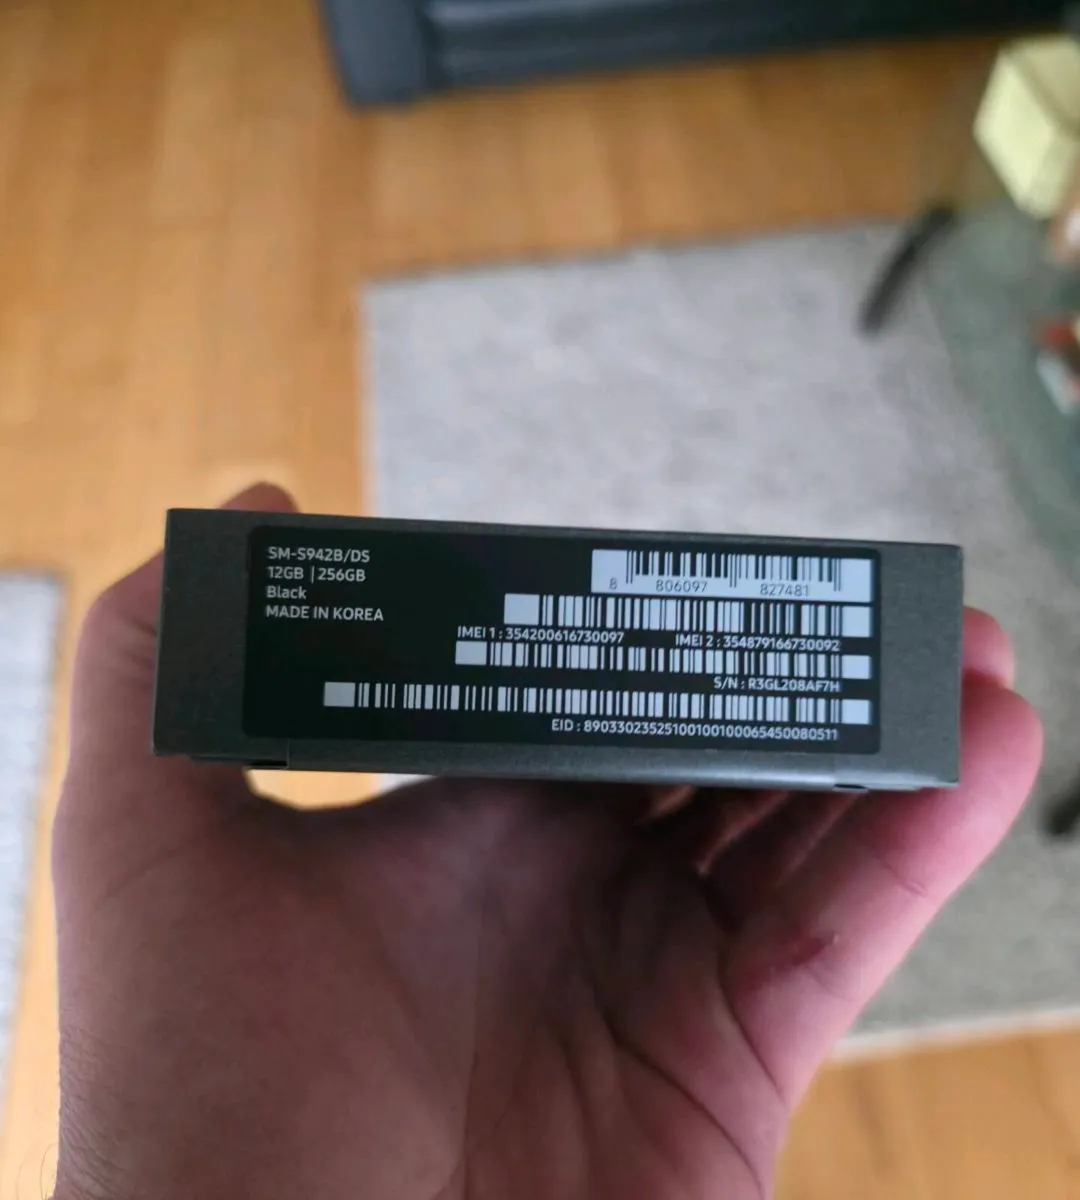 SM-S942B/DS
12GB | 256GB
Black
MADE IN KOREA
8 806097 827481
IMEI 1 : 354200616730097 IMEI 2 : 354879166730092
S/N : R3GL208AF7H
EID : 89033023525100100100065450080511